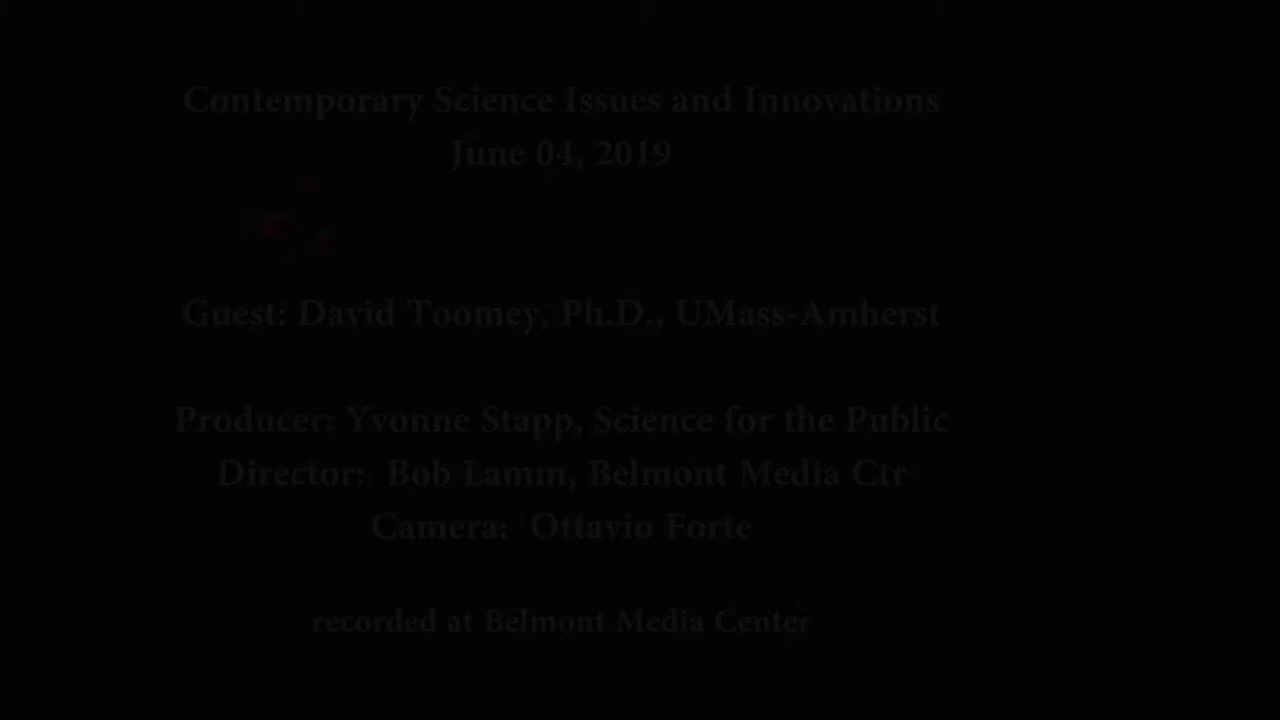 Contemporary Science Issues and Innovations
June 04, 2019
Guest: David Toomey, Ph.D., UMass-Amherst
Producer: Yvonne Stapp, Science for the Public
Director: Bob Lamm, Belmont Media Ctr
Camera: Ottavio Forte
recorded at Belmont Media Center